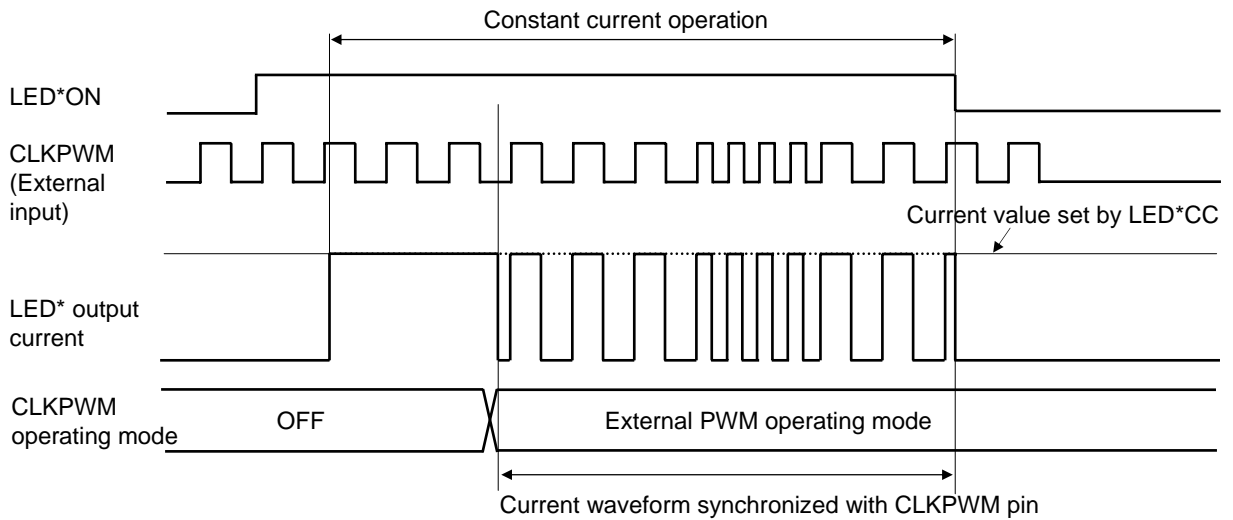 Constant current operation
LED*ON
CLKPWM
(External
input)
Current value set by LED*CC
LED* output
current
CLKPWM
operating mode
OFF
External PWM operating mode
Current waveform synchronized with CLKPWM pin